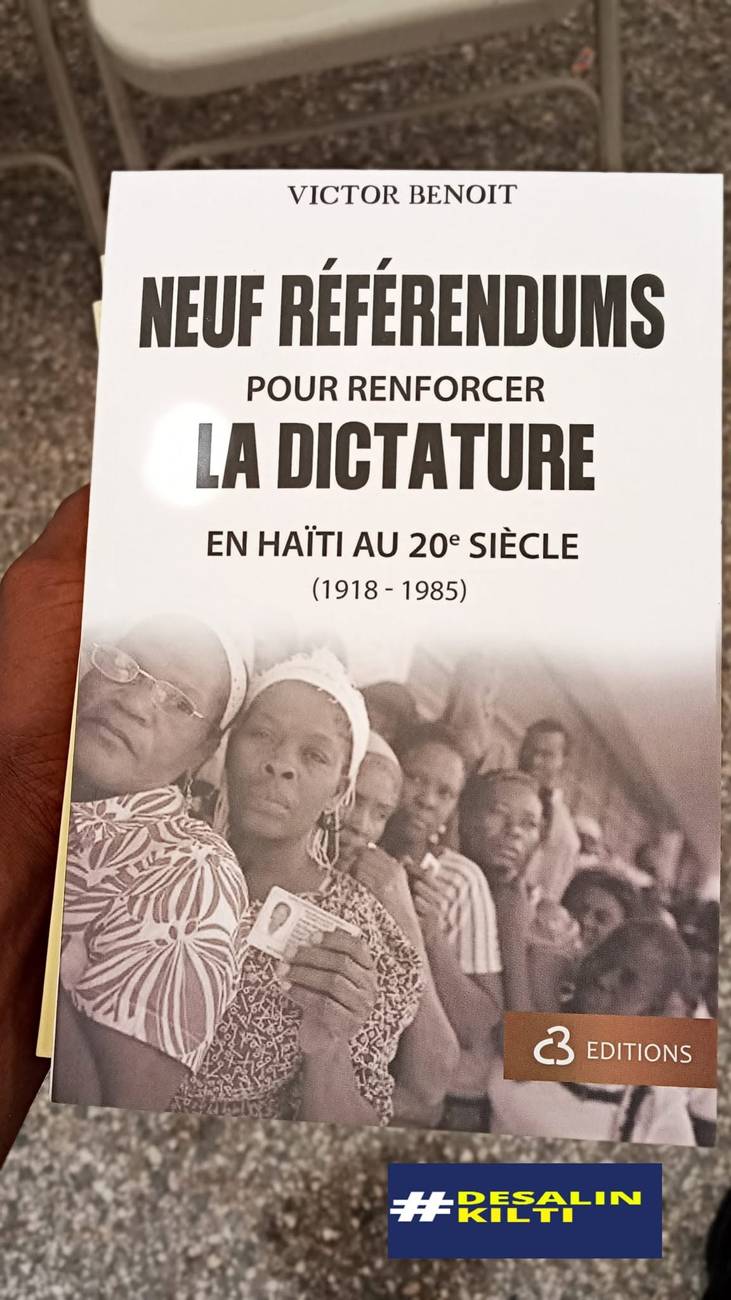 VICTOR BENOIT
NEUF RÉFÉRENDUMS
POUR RENFORCER
LA DICTATURE
EN HAÏTI AU 20e SIÈCLE
(1918 - 1985)
C3 EDITIONS
#DESALIN
KILTI